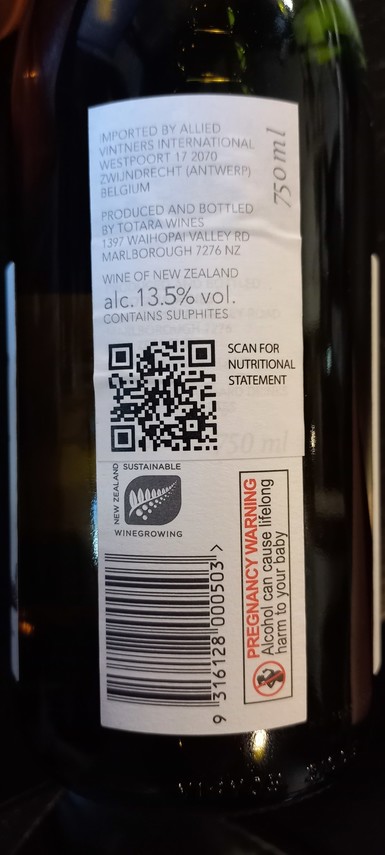 IMPORTED BY ALLIED
VINTNERS INTERNATIONAL
WESTPOORT 17 2070
ZWIJNDRECHT (ANTWERP)
BELGIUM
750 ml
PRODUCED AND BOTTLED
BY TOTARA WINES
1397 WAIHOPAI VALLEY RD
MARLBOROUGH 7276 NZ
WINE OF NEW ZEALAND
alc.13.5% vol.
CONTAINS SULPHITES
SCAN FOR
NUTRITIONAL
STATEMENT
750 ml
NEW ZEALAND
SUSTAINABLE
WINEGROWING
PREGNANCY WARNING
Alcohol can cause lifelong
harm to your baby
9 316128 000503 >